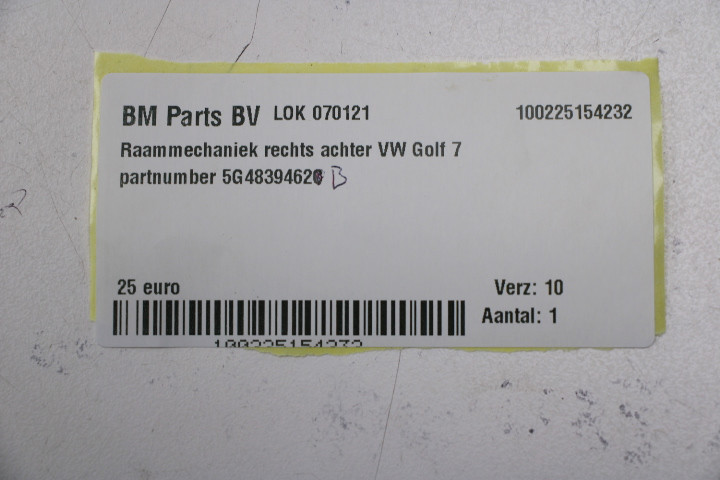 BM Parts BV LOK 070121 100225154232
Raammechaniek rechts achter VW Golf 7
partnumber 5G4839462 B
25 euro Verz: 10
Aantal: 1
100225154232